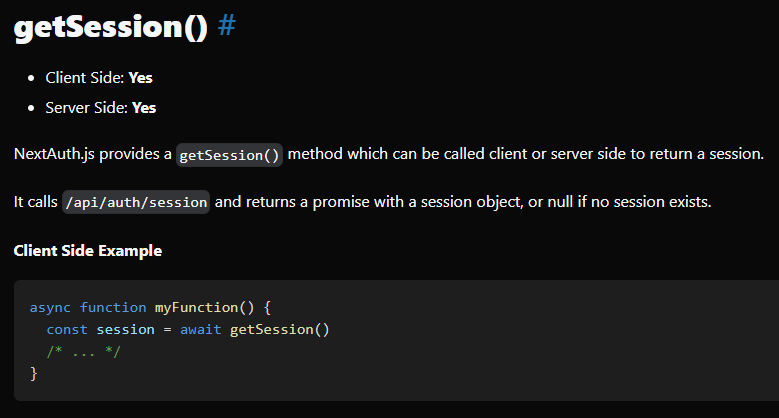 getSession() #
• Client Side: Yes
• Server Side: Yes
NextAuth.js provides a getSession() method which can be called client or server side to return a session.
It calls /api/auth/session and returns a promise with a session object, or null if no session exists.
Client Side Example
async function myFunction() {
  const session = await getSession()
  /* ... */
}